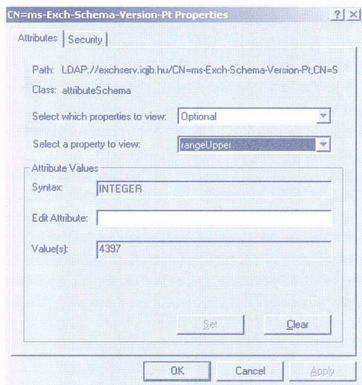 CN=ms-Exch-Schema-Version-Pt Properties
Attributes
Security
Path: LDAP://exchserv.iqjb.hu/CN=ms-Exch-Schema-Version-Pt,CN=S
Class: attributeSchema
Select which properties to view: Optional
Select a property to view: rangeUpper
Attribute Values
Syntax: INTEGER
Edit Attribute:
Value(s): 4397
Set
Clear
OK
Cancel
Apply